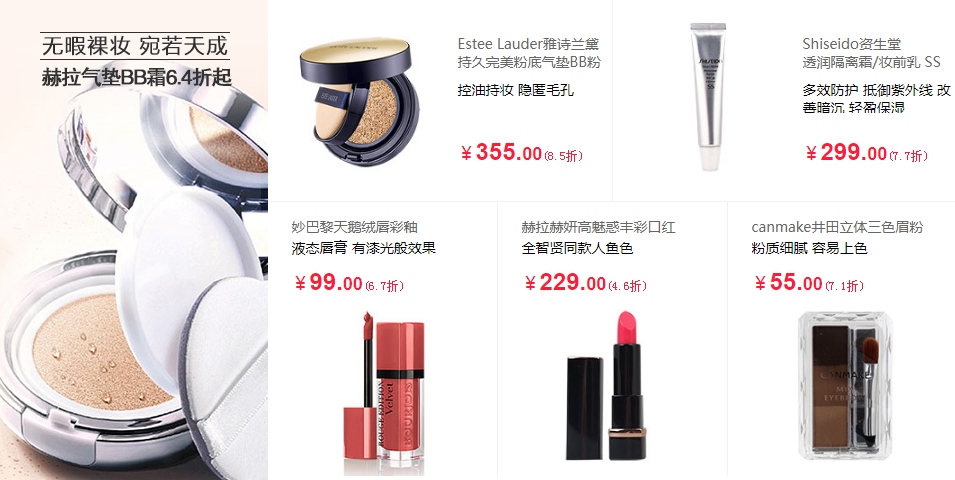 无暇裸妆 宛若天成
赫拉气垫BB霜6.4折起
Estee Lauder雅诗兰黛
持久完美粉底气垫BB粉
控油持妆 隐匿毛孔
￥355.00(8.5折)
SHISEIDO
SS
Shiseido资生堂
透润隔离霜/妆前乳 SS
多效防护 抵御紫外线 改
善暗沉 轻盈保湿
￥299.00(7.7折)
妙巴黎天鹅绒唇彩釉
液态唇膏 有漆光般效果
￥99.00(6.7折)
ROUGE EDITION
Velvet
BOURJOIS
赫拉赫妍高魅惑丰彩口红
全智贤同款人鱼色
￥229.00(4.6折)
canmake井田立体三色眉粉
粉质细腻 容易上色
￥55.00(7.1折)
CANMAKE